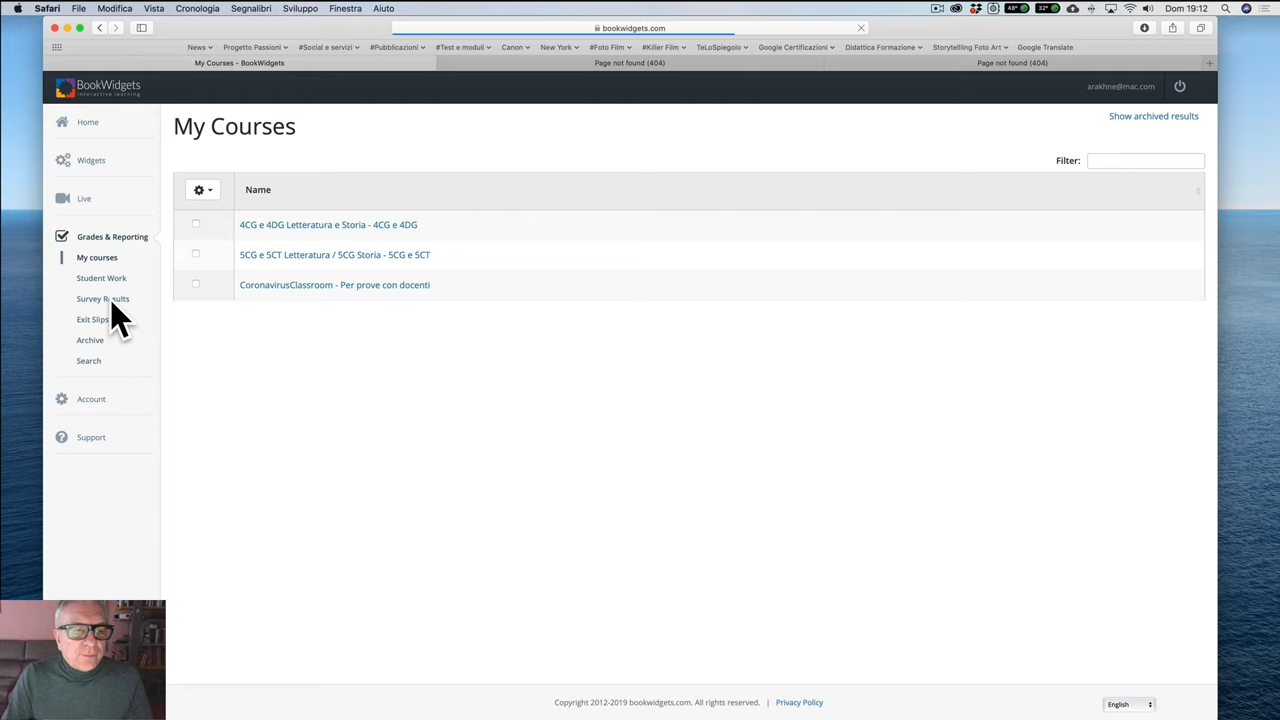 Safari File Modifica Vista Cronologia Segnalibri Sviluppo Finestra Aiuto 48° 32° Dom 19:12
bookwidgets.com
News Progetto Passioni #Social e servizi #Pubblicazioni #Test e moduli Canon New York #Foto Film #Killer Film TeLoSpiegolo Google Certificazioni Didattica Formazione Storytellling Foto Art Google Translate
My Courses – BookWidgets Page not found (404) Page not found (404)
BookWidgets
interactive learning
arakhne@mac.com
Home
Widgets
Live
Grades & Reporting
My courses
Student Work
Survey Results
Exit Slips
Archive
Search
Account
Support
My Courses
Show archived results
Filter:
Name
4CG e 4DG Letteratura e Storia - 4CG e 4DG
5CG e 5CT Letteratura / 5CG Storia - 5CG e 5CT
CoronavirusClassroom - Per prove con docenti
Copyright 2012-2019 bookwidgets.com. All rights reserved. | Privacy Policy
English